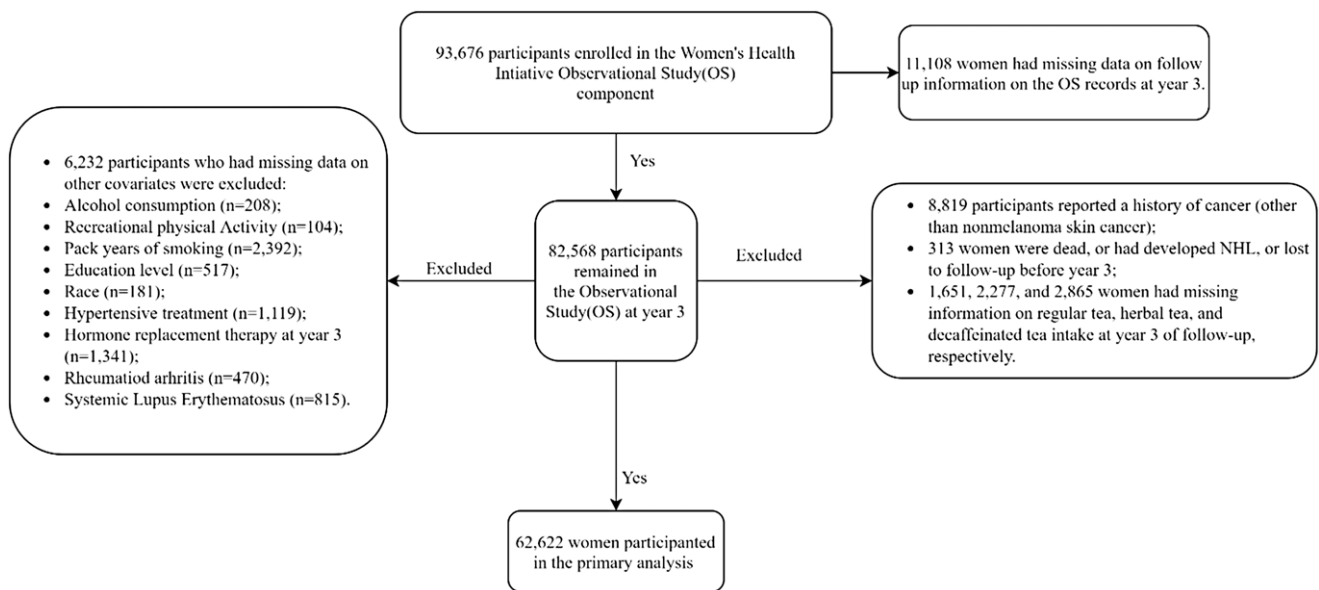 93,676 participants enrolled in the Women's Health
Intiative Observational Study(OS)
component
11,108 women had missing data on follow
up information on the OS records at year 3.
Yes
• 6,232 participants who had missing data on
other covariates were excluded:
• Alcohol consumption (n=208);
• Recreational physical Activity (n=104);
• Pack years of smoking (n=2,392);
• Education level (n=517);
• Race (n=181);
• Hypertensive treatment (n=1,119);
• Hormone replacement therapy at year 3
(n=1,341);
• Rheumatiod arhritis (n=470);
• Systemic Lupus Erythematosus (n=815).
Excluded
82,568 participants
remained in
the Observational
Study(OS) at year 3
Excluded
• 8,819 participants reported a history of cancer (other
than nonmelanoma skin cancer);
• 313 women were dead, or had developed NHL, or lost
to follow-up before year 3;
• 1,651, 2,277, and 2,865 women had missing
information on regular tea, herbal tea, and
decaffeinated tea intake at year 3 of follow-up,
respectively.
Yes
62,622 women participanted
in the primary analysis